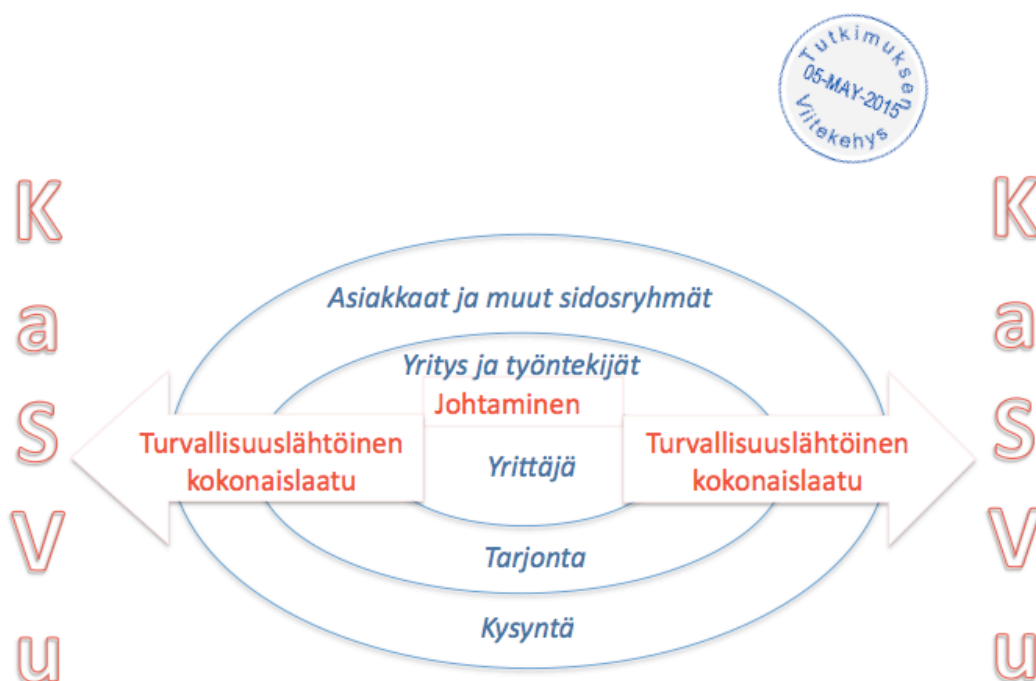 Tutkimuksen
05-MAY-2015
Viitekehys
K
a
S
V
u
K
a
S
V
u
Asiakkaat ja muut sidosryhmät
Yritys ja työntekijät
Johtaminen
Turvallisuuslähtöinen
kokonaislaatu
Yrittäjä
Turvallisuuslähtöinen
kokonaislaatu
Tarjonta
Kysyntä